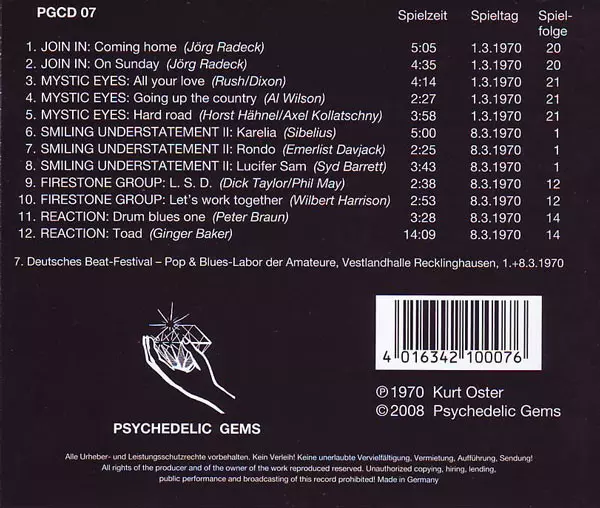 PGCD 07 Spielzeit Spieltag Spiel-
folge
1. JOIN IN: Coming home (Jörg Radeck) 5:05 1.3.1970 20
2. JOIN IN: On Sunday (Jörg Radeck) 4:35 1.3.1970 20
3. MYSTIC EYES: All your love (Rush/Dixon) 4:14 1.3.1970 21
4. MYSTIC EYES: Going up the country (Al Wilson) 2:27 1.3.1970 21
5. MYSTIC EYES: Hard road (Horst Hähnel/Axel Kollatschny) 3:58 1.3.1970 21
6. SMILING UNDERSTATEMENT II: Karelia (Sibelius) 5:00 8.3.1970 1
7. SMILING UNDERSTATEMENT II: Rondo (Emerlist Davjack) 2:25 8.3.1970 1
8. SMILING UNDERSTATEMENT II: Lucifer Sam (Syd Barrett) 3:43 8.3.1970 1
9. FIRESTONE GROUP: L. S. D. (Dick Taylor/Phil May) 2:38 8.3.1970 12
10. FIRESTONE GROUP: Let's work together (Wilbert Harrison) 2:53 8.3.1970 12
11. REACTION: Drum blues one (Peter Braun) 3:28 8.3.1970 14
12. REACTION: Toad (Ginger Baker) 14:09 8.3.1970 14
7. Deutsches Beat-Festival – Pop & Blues-Labor der Amateure, Vestlandhalle Recklinghausen, 1.+8.3.1970
4 016342 100076
℗ 1970 Kurt Oster
© 2008 Psychedelic Gems
PSYCHEDELIC GEMS
Alle Urheber- und Leistungsschutzrechte vorbehalten. Kein Verleih! Keine unerlaubte Vervielfältigung, Vermietung, Aufführung, Sendung!
All rights of the producer and of the owner of the work reproduced reserved. Unauthorized copying, hiring, lending,
public performance and broadcasting of this record prohibited! Made in Germany